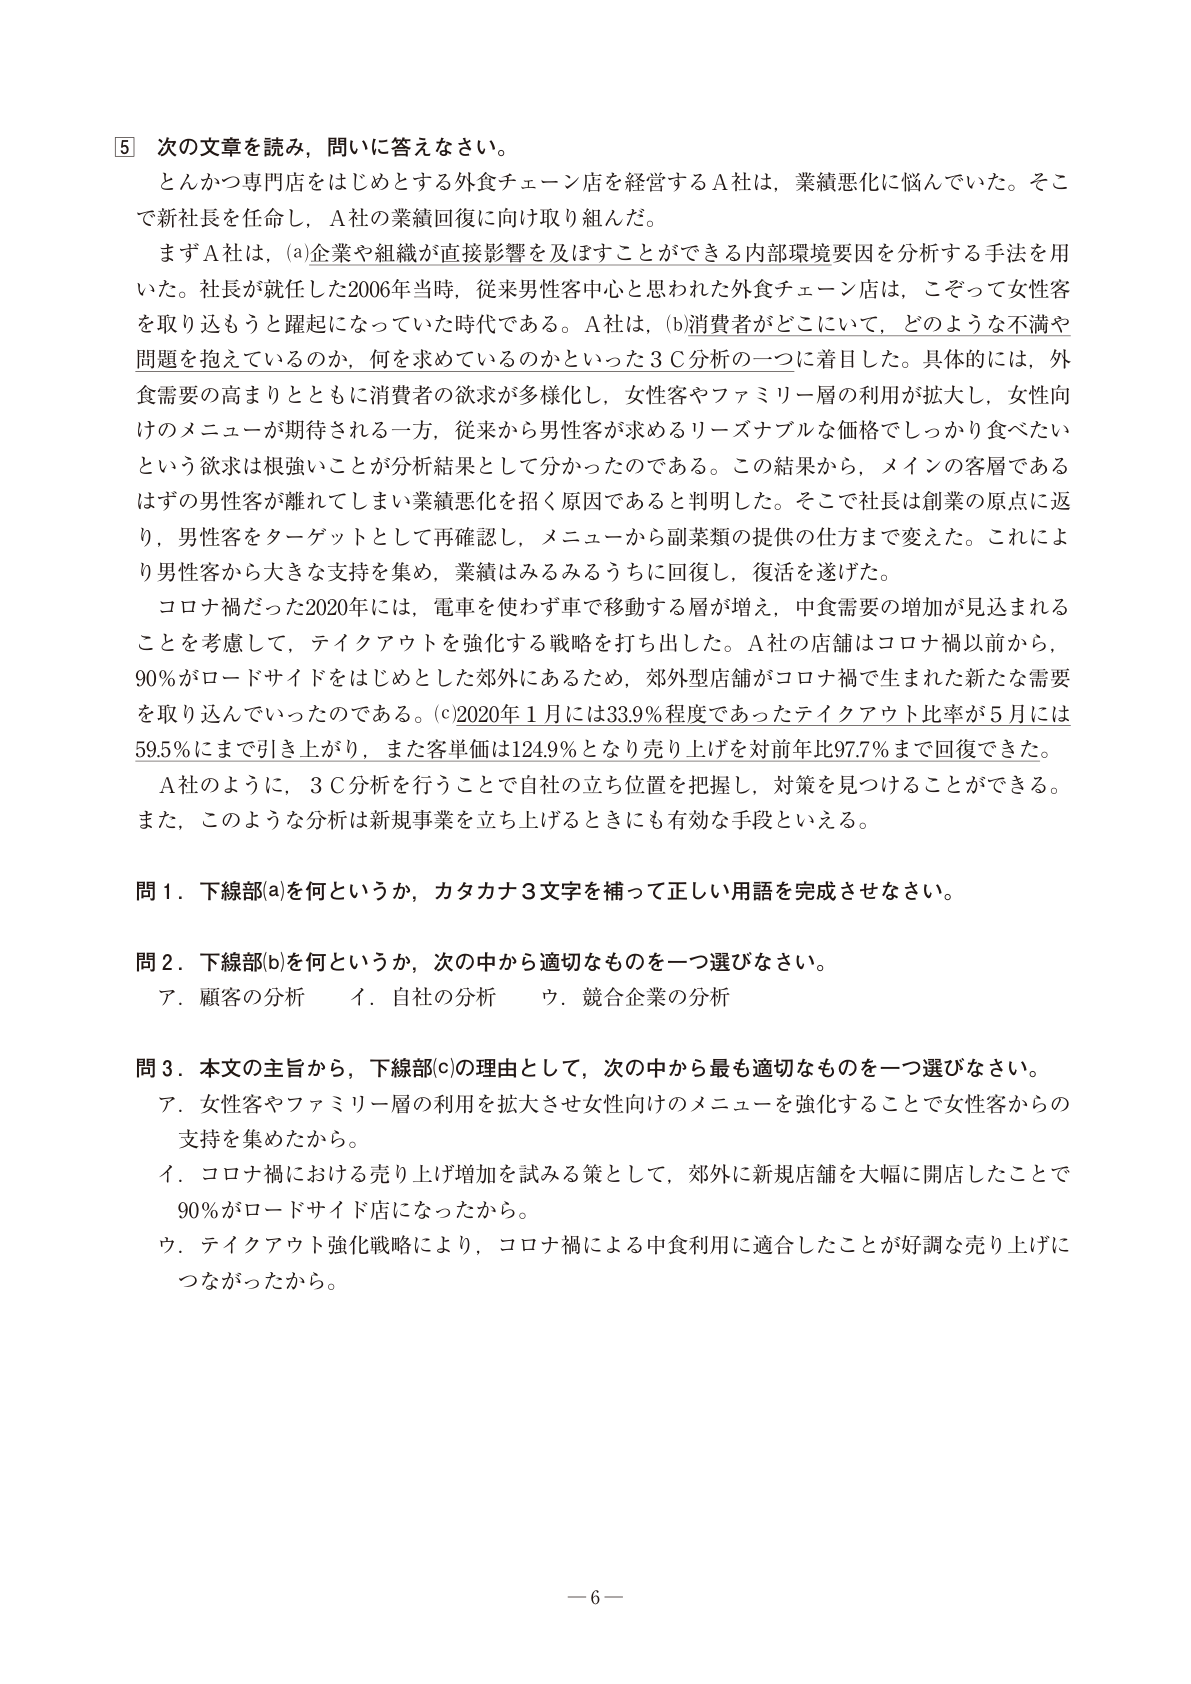 5 次の文章を読み，問いに答えなさい。
とんかつ専門店をはじめとする外食チェーン店を経営するＡ社は，業績悪化に悩んでいた。そこ
で新社長を任命し，Ａ社の業績回復に向け取り組んだ。
まずＡ社は，(a)企業や組織が直接影響を及ぼすことができる内部環境要因を分析する手法を用
いた。社長が就任した2006年当時，従来男性客中心と思われた外食チェーン店は，こぞって女性客
を取り込もうと躍起になっていた時代である。Ａ社は，(b)消費者がどこにいて，どのような不満や
問題を抱えているのか，何を求めているのかといった３Ｃ分析の一つに着目した。具体的には，外
食需要の高まりとともに消費者の欲求が多様化し，女性客やファミリー層の利用が拡大し，女性向
けのメニューが期待される一方，従来から男性客が求めるリーズナブルな価格でしっかり食べたい
という欲求は根強いことが分析結果として分かったのである。この結果から，メインの客層である
はずの男性客が離れてしまい業績悪化を招く原因であると判明した。そこで社長は創業の原点に返
り，男性客をターゲットとして再確認し，メニューから副菜類の提供の仕方まで変えた。これによ
り男性客から大きな支持を集め，業績はみるみるうちに回復し，復活を遂げた。
コロナ禍だった2020年には，電車を使わず車で移動する層が増え，中食需要の増加が見込まれる
ことを考慮して，テイクアウトを強化する戦略を打ち出した。Ａ社の店舗はコロナ禍以前から，
90％がロードサイドをはじめとした郊外にあるため，郊外型店舗がコロナ禍で生まれた新たな需要
を取り込んでいったのである。(c)2020年１月には33.9％程度であったテイクアウト比率が５月には
59.5％にまで引き上がり，また客単価は124.9％となり売り上げを対前年比97.7％まで回復できた。
Ａ社のように，３Ｃ分析を行うことで自社の立ち位置を把握し，対策を見つけることができる。
また，このような分析は新規事業を立ち上げるときにも有効な手段といえる。
問１．下線部(a)を何というか，カタカナ３文字を補って正しい用語を完成させなさい。
問２．下線部(b)を何というか，次の中から適切なものを一つ選びなさい。
ア．顧客の分析　　イ．自社の分析　　ウ．競合企業の分析
問３．本文の主旨から，下線部(c)の理由として，次の中から最も適切なものを一つ選びなさい。
ア．女性客やファミリー層の利用を拡大させ女性向けのメニューを強化することで女性客からの
支持を集めたから。
イ．コロナ禍における売り上げ増加を試みる策として，郊外に新規店舗を大幅に開店したことで
90％がロードサイド店になったから。
ウ．テイクアウト強化戦略により，コロナ禍による中食利用に適合したことが好調な売り上げに
つながったから。
― 6 ―